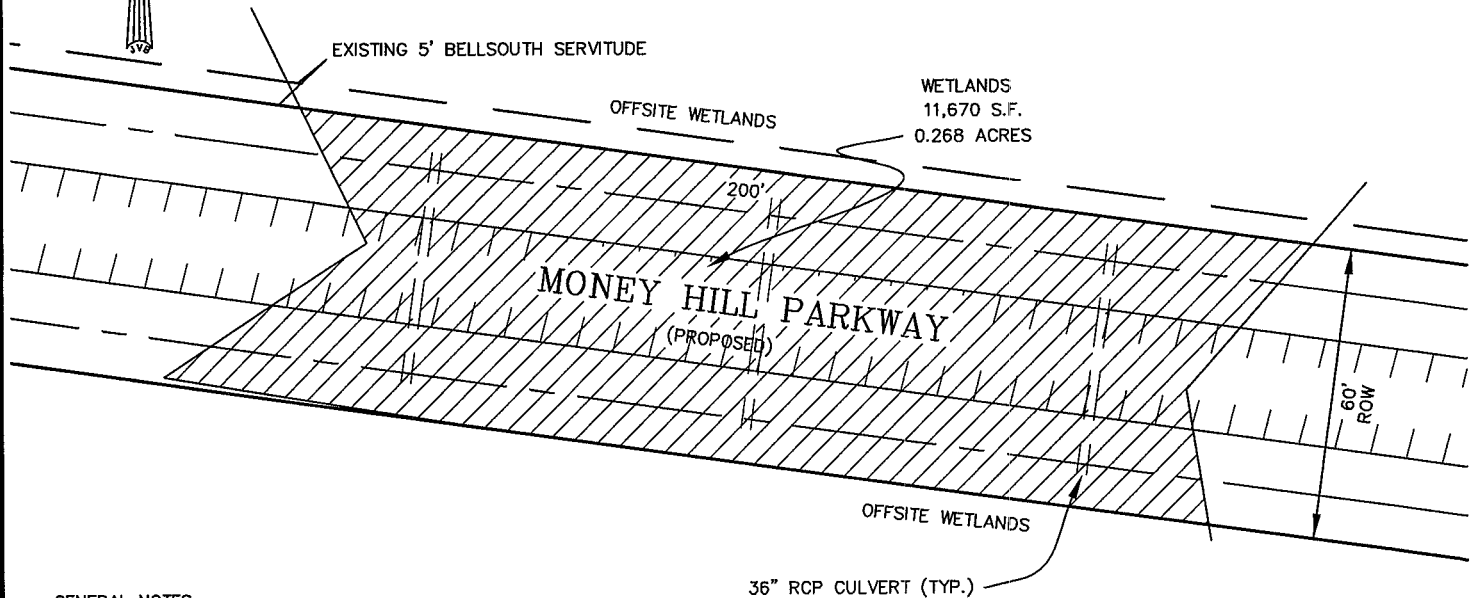 EXISTING 5' BELLSOUTH SERVITUDE
WETLANDS
11,670 S.F.
0.268 ACRES
OFFSITE WETLANDS
200'
MONEY HILL PARKWAY
(PROPOSED)
60'
ROW
OFFSITE WETLANDS
36" RCP CULVERT (TYP.)
GENERAL NOTES